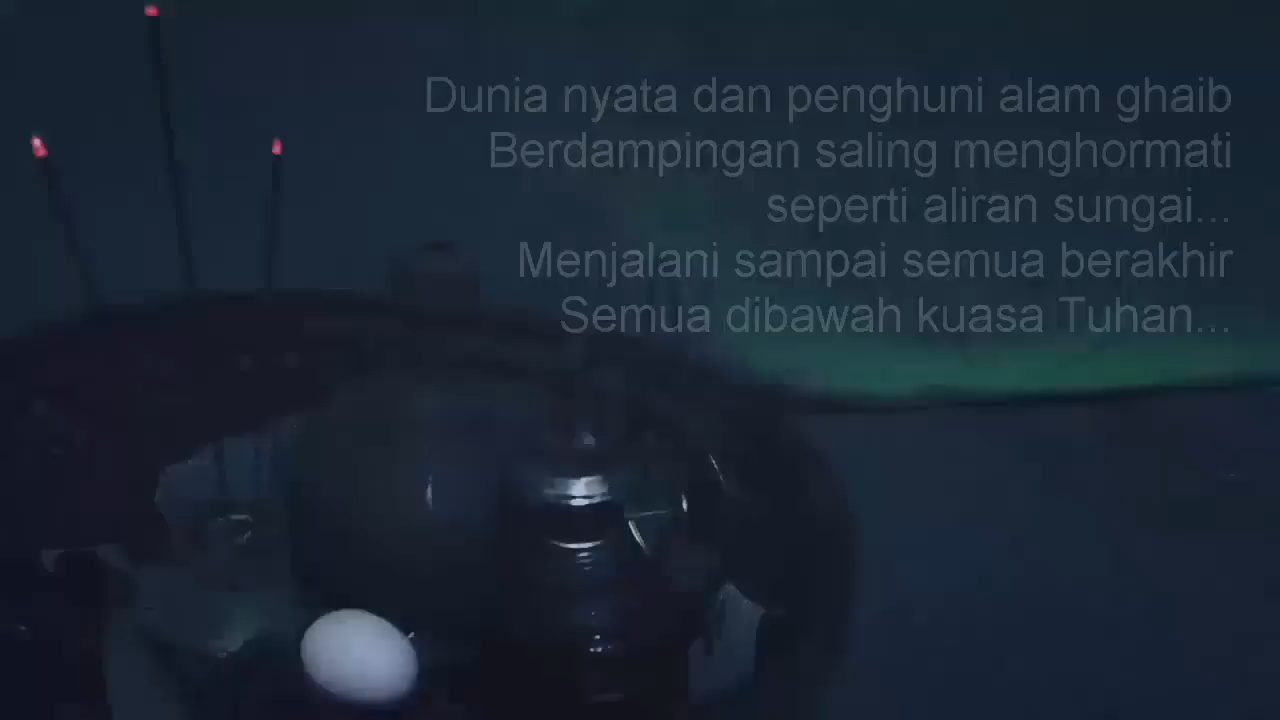 Dunia nyata dan penghuni alam ghaib
Berdampingan saling menghormati
seperti aliran sungai...
Menjalani sampai semua berakhir
Semua dibawah kuasa Tuhan...